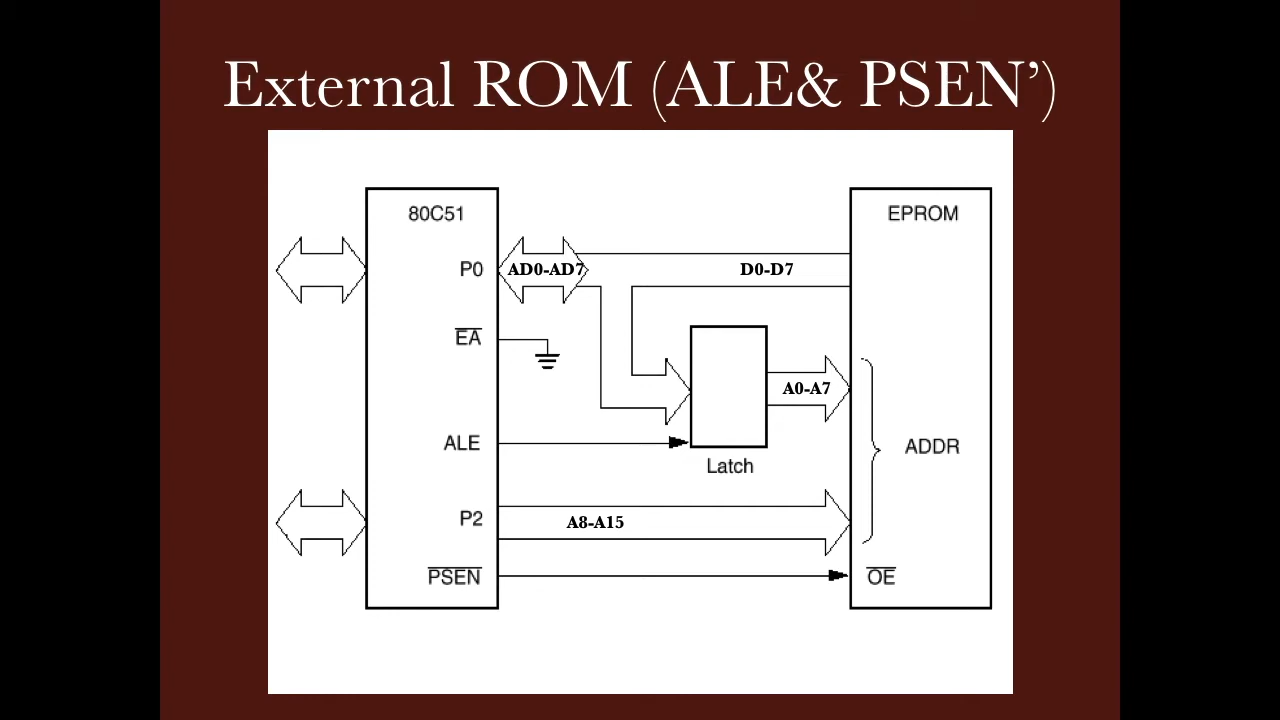 External ROM (ALE& PSEN’)
80C51
EPROM
P0
AD0-AD7
D0-D7
EA
A0-A7
ALE
ADDR
Latch
P2
A8-A15
PSEN
OE